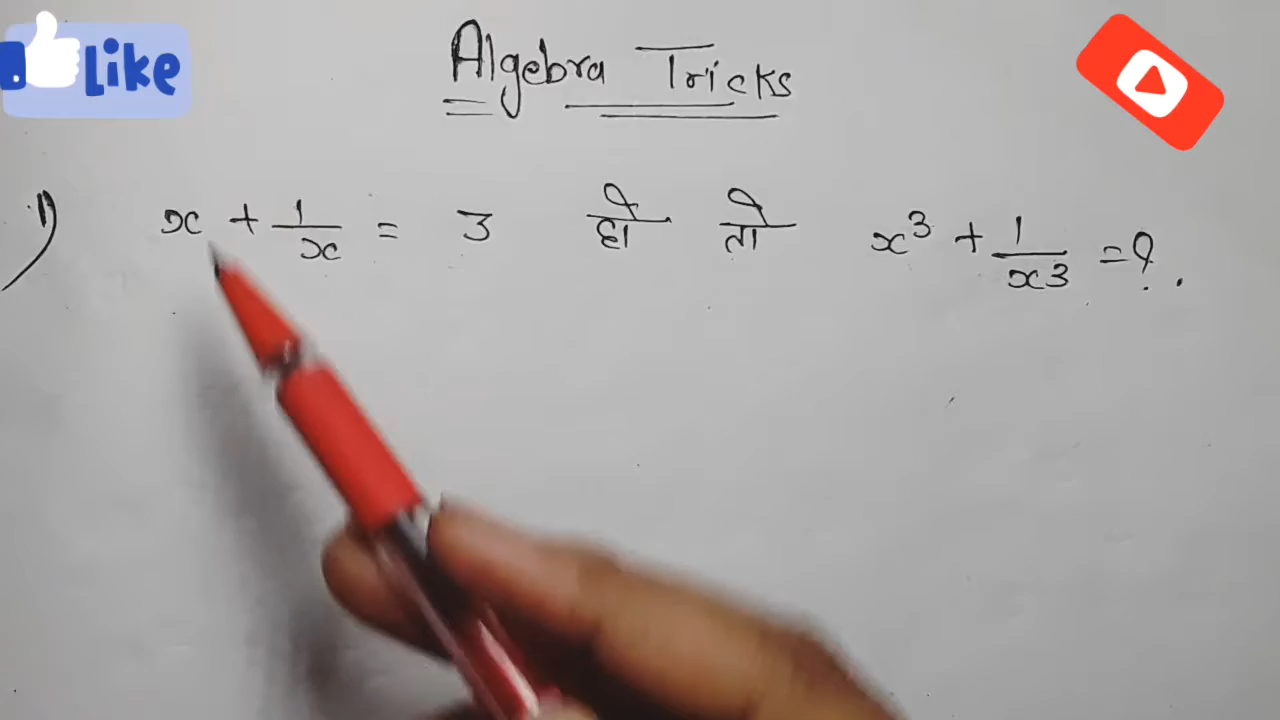 Like
Algebra Tricks
1) x + 1/x = 3 हो तो x³ + 1/x³ = ?.